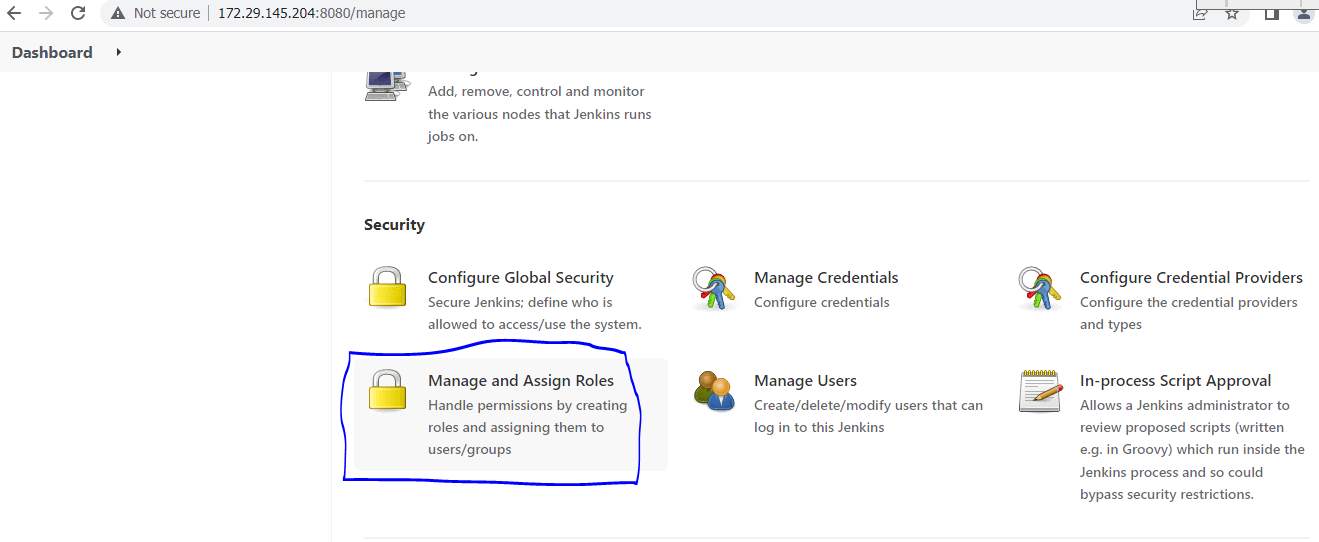 Not secure
172.29.145.204:8080/manage
Dashboard
Add, remove, control and monitor
the various nodes that Jenkins runs
jobs on.
Security
Configure Global Security
Secure Jenkins; define who is
allowed to access/use the system.
Manage Credentials
Configure credentials
Configure Credential Providers
Configure the credential providers
and types
Manage and Assign Roles
Handle permissions by creating
roles and assigning them to
users/groups
Manage Users
Create/delete/modify users that can
log in to this Jenkins
In-process Script Approval
Allows a Jenkins administrator to
review proposed scripts (written
e.g. in Groovy) which run inside the
Jenkins process and so could
bypass security restrictions.